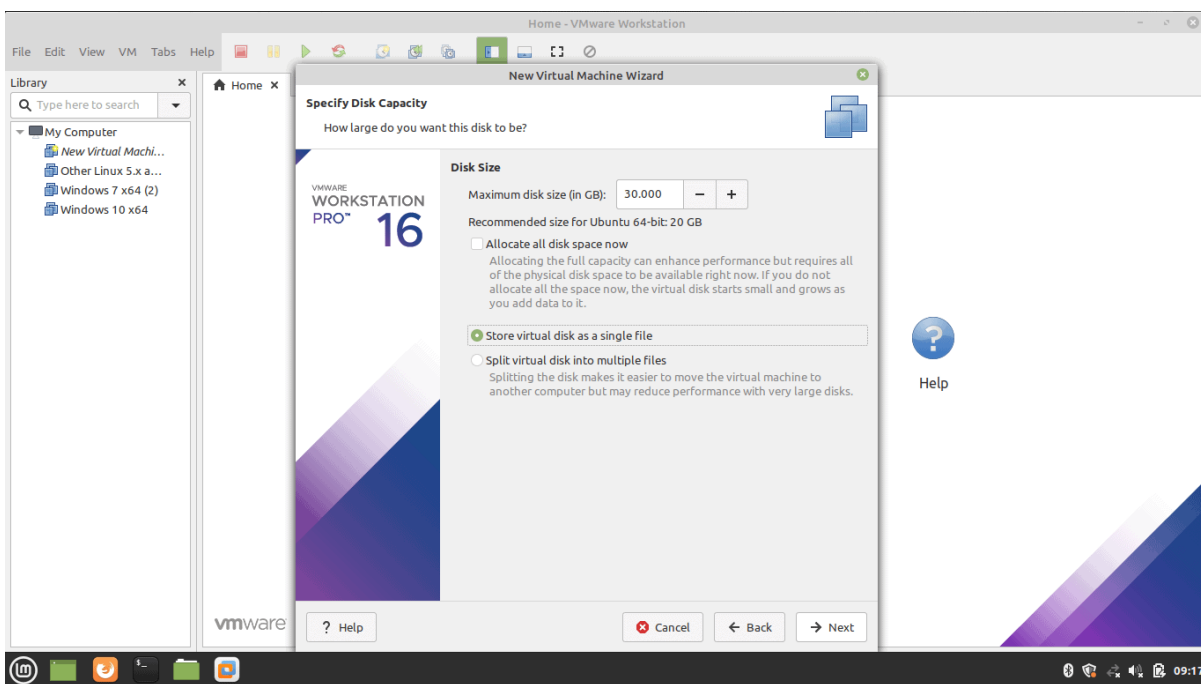 Home - VMware Workstation
File Edit View VM Tabs Help
Library
Type here to search
My Computer
New Virtual Machi...
Other Linux 5.x a...
Windows 7 x64 (2)
Windows 10 x64
Home
New Virtual Machine Wizard
Specify Disk Capacity
How large do you want this disk to be?
VMWARE
WORKSTATION
PRO™ 16
Disk Size
Maximum disk size (in GB): 30.000 − +
Recommended size for Ubuntu 64-bit: 20 GB
Allocate all disk space now
Allocating the full capacity can enhance performance but requires all
of the physical disk space to be available right now. If you do not
allocate all the space now, the virtual disk starts small and grows as
you add data to it.
Store virtual disk as a single file
Split virtual disk into multiple files
Splitting the disk makes it easier to move the virtual machine to
another computer but may reduce performance with very large disks.
? Help
Cancel
Back
Next
?
Help
vmware
$_
09:17